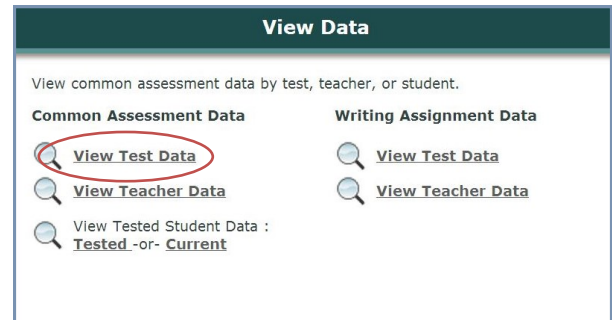 View Data
View common assessment data by test, teacher, or student.
Common Assessment Data
View Test Data
View Teacher Data
View Tested Student Data :
Tested -or- Current
Writing Assignment Data
View Test Data
View Teacher Data